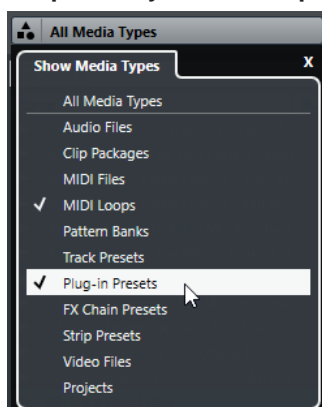 All Media Types
Show Media Types X
All Media Types
Audio Files
Clip Packages
MIDI Files
MIDI Loops
Pattern Banks
Track Presets
Plug-in Presets
FX Chain Presets
Strip Presets
Video Files
Projects